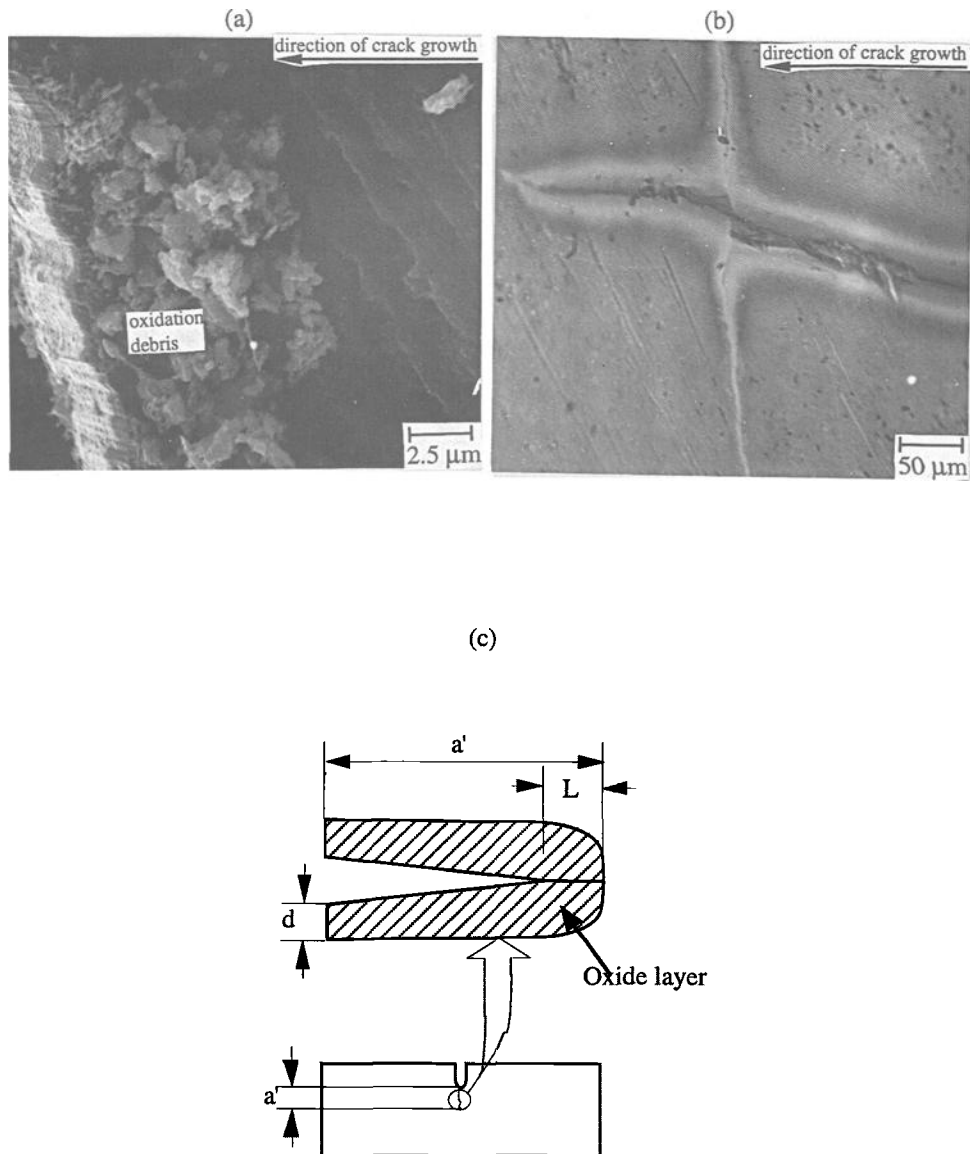 (a)
direction of crack growth
oxidation
debris
2.5 μm
(b)
direction of crack growth
50 μm
(c)
a'
L
d
Oxide layer
a'